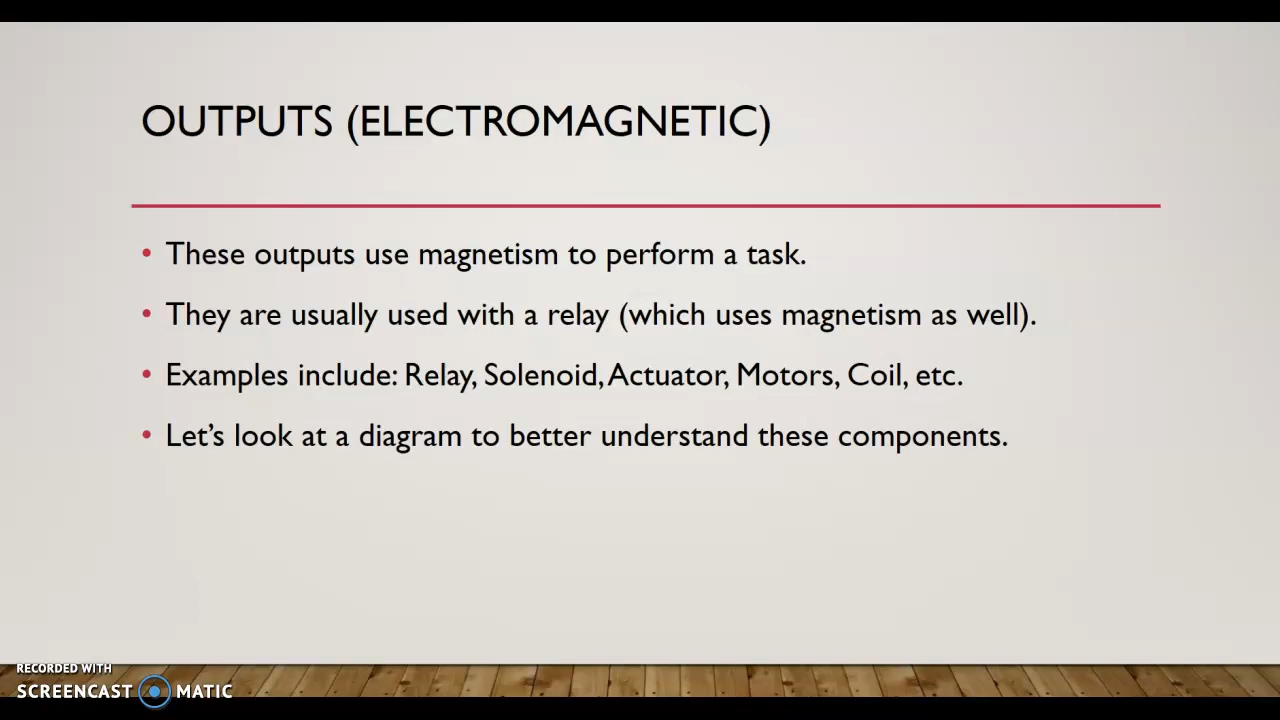 OUTPUTS (ELECTROMAGNETIC)
• These outputs use magnetism to perform a task.
• They are usually used with a relay (which uses magnetism as well).
• Examples include: Relay, Solenoid, Actuator, Motors, Coil, etc.
• Let’s look at a diagram to better understand these components.
RECORDED WITH
SCREENCAST MATIC